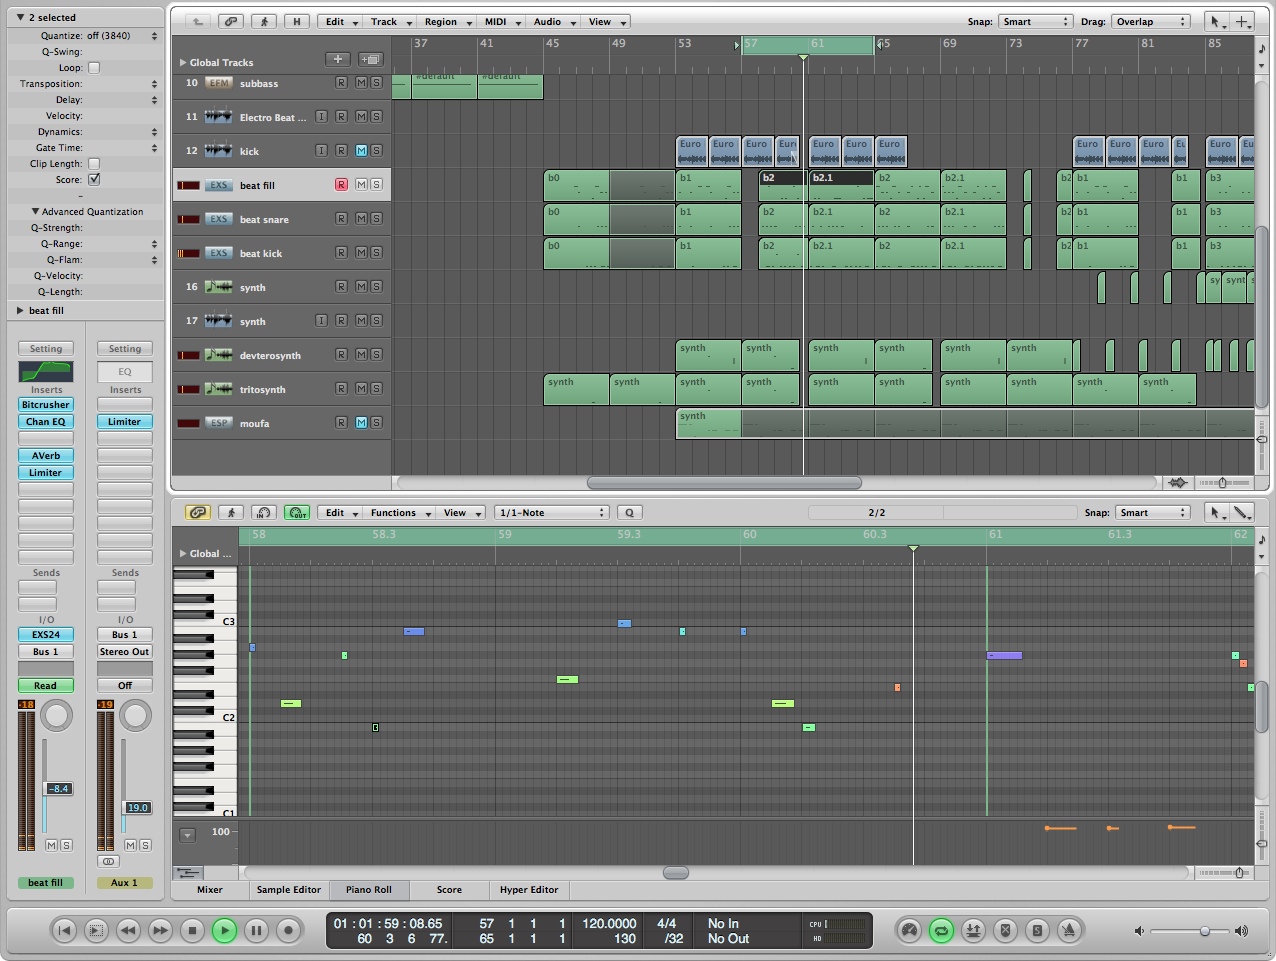 2 selected
Quantize: off (3840)
Q-Swing:
Loop:
Transposition:
Delay:
Velocity:
Dynamics:
Gate Time:
Clip Length:
Score:
Advanced Quantization
Q-Strength:
Q-Range:
Q-Flam:
Q-Velocity:
Q-Length:
beat fill
Setting Setting
EQ
Inserts Inserts
Bitcrusher
Chan EQ Limiter
AVerb
Limiter
Sends Sends
I/O I/O
EXS24 Bus 1
Bus 1 Stereo Out
Read Off
-18 -19
-8.4 19.0
M S M S
beat fill Aux 1
H Edit Track Region MIDI Audio View Snap: Smart Drag: Overlap
37 41 45 49 53 57 61 65 69 73 77 81 85
Global Tracks
10 EFM subbass R M S #default #default
11 Electro Beat ... I R M S
12 kick I R M S Euro Euro Euro Eur Euro Euro Euro Euro Euro Euro E Euro Eu
EXS beat fill R M S b0 b1 b2 b2.1 b2 b2.1 b2 b1 b1 b3
EXS beat snare R M S b0 b1 b2 b2.1 b2 b2.1 b2 b1 b1 b3
EXS beat kick R M S b0 b1 b2 b2.1 b2 b2.1 b2 b1 b1 b3
16 synth R M S sy synt s
17 synth I R M S
devterosynth R M S synth synth synth synth synth synth
tritosynth R M S synth synth synth synth synth synth synth synth synth synth
ESP moufa R M S synth
OUT Edit Functions View 1/1-Note Q 2/2 Snap: Smart
58 58.3 59 59.3 60 60.3 61 61.3 62
Global ...
C3
C2
C1
100
Mixer Sample Editor Piano Roll Score Hyper Editor
01 : 01 : 59 : 08.65 57 1 1 1 120.0000 4/4 No In CPU
60 3 6 77. 65 1 1 1 130 /32 No Out HD